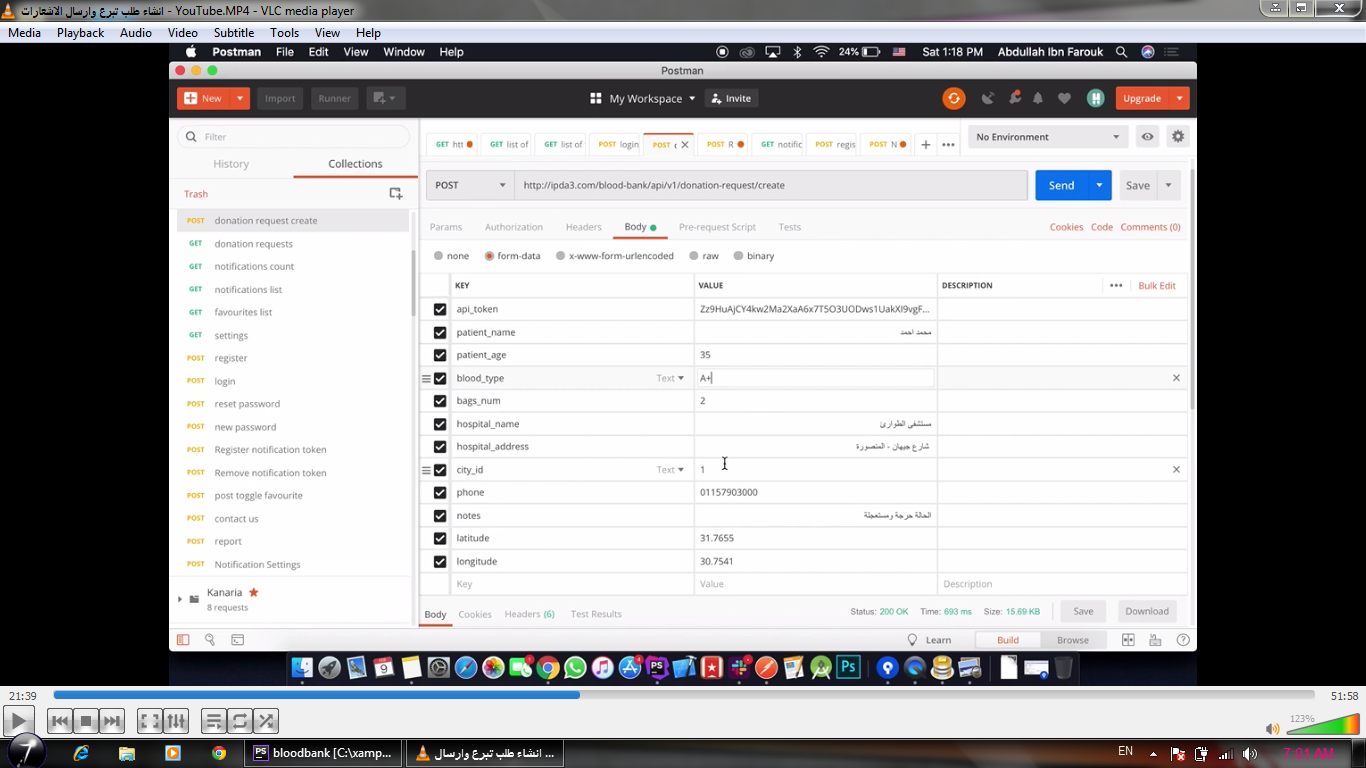 انشاء طلب تبرع وارسال الاشعارات - YouTube.MP4 - VLC media player
Media Playback Audio Video Subtitle Tools View Help
Postman File Edit View Window Help 24% Sat 1:18 PM Abdullah Ibn Farouk
Postman
New Import Runner My Workspace Invite Upgrade
Filter
History Collections
GET htt GET list of GET list of POST login POST c POST R GET notific POST regis POST N No Environment
Trash
POST http://ipda3.com/blood-bank/api/v1/donation-request/create Send Save
POST donation request create
GET donation requests
GET notifications count
GET notifications list
GET favourites list
GET settings
POST register
POST login
POST reset password
POST new password
POST Register notification token
POST Remove notification token
POST post toggle favourite
POST contact us
POST report
POST Notification Settings
Kanaria
8 requests
Params Authorization Headers Body Pre-request Script Tests Cookies Code Comments (0)
none form-data x-www-form-urlencoded raw binary
KEY VALUE DESCRIPTION Bulk Edit
api_token Zz9HuAjCY4kw2Ma2XaA6x7T5O3UODws1UakXI9vgF...
patient_name محمد احمد
patient_age 35
blood_type Text A+
bags_num 2
hospital_name مستشفى الطوارئ
hospital_address شارع جيهان - المنصورة
city_id Text 1
phone 01157903000
notes الحالة حرجة ومستعجلة
latitude 31.7655
longitude 30.7541
Key Value Description
Body Cookies Headers (6) Test Results Status: 200 OK Time: 693 ms Size: 15.69 KB Save Download
Learn Build Browse
21:39 51:58
123%
bloodbank [C:\xamp... انشاء طلب تبرع وارسال ... EN 7:01 AM